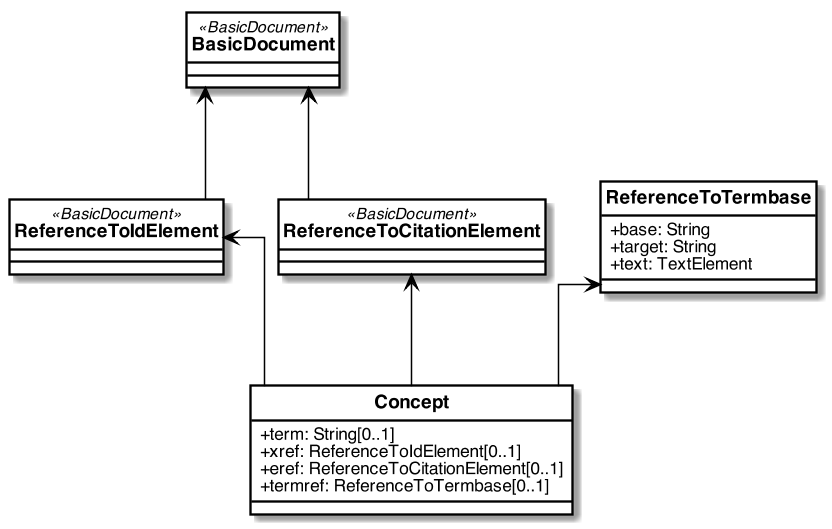 «BasicDocument»
BasicDocument
«BasicDocument»
ReferenceToIdElement
«BasicDocument»
ReferenceToCitationElement
ReferenceToTermbase
+base: String
+target: String
+text: TextElement
Concept
+term: String[0..1]
+xref: ReferenceToIdElement[0..1]
+eref: ReferenceToCitationElement[0..1]
+termref: ReferenceToTermbase[0..1]